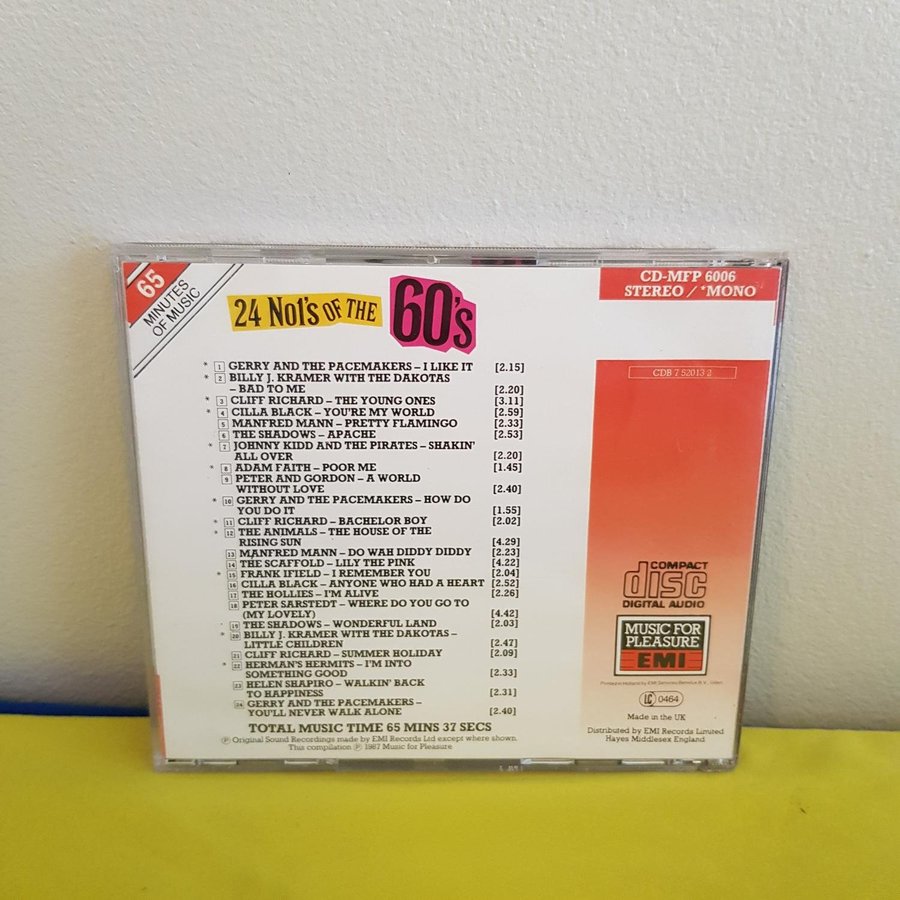 65
MINUTES
OF MUSIC
24 No1's OF THE 60's
CD-MFP 6006
STEREO / *MONO
CDB 7 52013 2
* 1 GERRY AND THE PACEMAKERS – I LIKE IT [2.15]
* 2 BILLY J. KRAMER WITH THE DAKOTAS
– BAD TO ME [2.20]
* 3 CLIFF RICHARD – THE YOUNG ONES [3.11]
* 4 CILLA BLACK – YOU'RE MY WORLD [2.59]
5 MANFRED MANN – PRETTY FLAMINGO [2.33]
6 THE SHADOWS – APACHE [2.53]
* 7 JOHNNY KIDD AND THE PIRATES – SHAKIN'
ALL OVER [2.20]
* 8 ADAM FAITH – POOR ME [1.45]
9 PETER AND GORDON – A WORLD
WITHOUT LOVE [2.40]
* 10 GERRY AND THE PACEMAKERS – HOW DO
YOU DO IT [1.55]
* 11 CLIFF RICHARD – BACHELOR BOY [2.02]
* 12 THE ANIMALS – THE HOUSE OF THE
RISING SUN [4.29]
13 MANFRED MANN – DO WAH DIDDY DIDDY [2.23]
14 THE SCAFFOLD – LILY THE PINK [4.22]
* 15 FRANK IFIELD – I REMEMBER YOU [2.04]
16 CILLA BLACK – ANYONE WHO HAD A HEART [2.52]
17 THE HOLLIES – I'M ALIVE [2.26]
18 PETER SARSTEDT – WHERE DO YOU GO TO
(MY LOVELY) [4.42]
19 THE SHADOWS – WONDERFUL LAND [2.03]
* 20 BILLY J. KRAMER WITH THE DAKOTAS –
LITTLE CHILDREN [2.47]
21 CLIFF RICHARD – SUMMER HOLIDAY [2.09]
* 22 HERMAN'S HERMITS – I'M INTO
SOMETHING GOOD [2.33]
23 HELEN SHAPIRO – WALKIN' BACK
TO HAPPINESS [2.31]
24 GERRY AND THE PACEMAKERS –
YOU'LL NEVER WALK ALONE [2.40]
TOTAL MUSIC TIME 65 MINS 37 SECS
Ⓟ Original Sound Recordings made by EMI Records Ltd except where shown.
This compilation Ⓟ 1987 Music for Pleasure
COMPACT
disc
DIGITAL AUDIO
MUSIC FOR
PLEASURE
EMI
Printed in Holland by EMI Services Benelux B.V., Uden
LC 0464
Made in the UK
Distributed by EMI Records Limited
Hayes Middlesex England